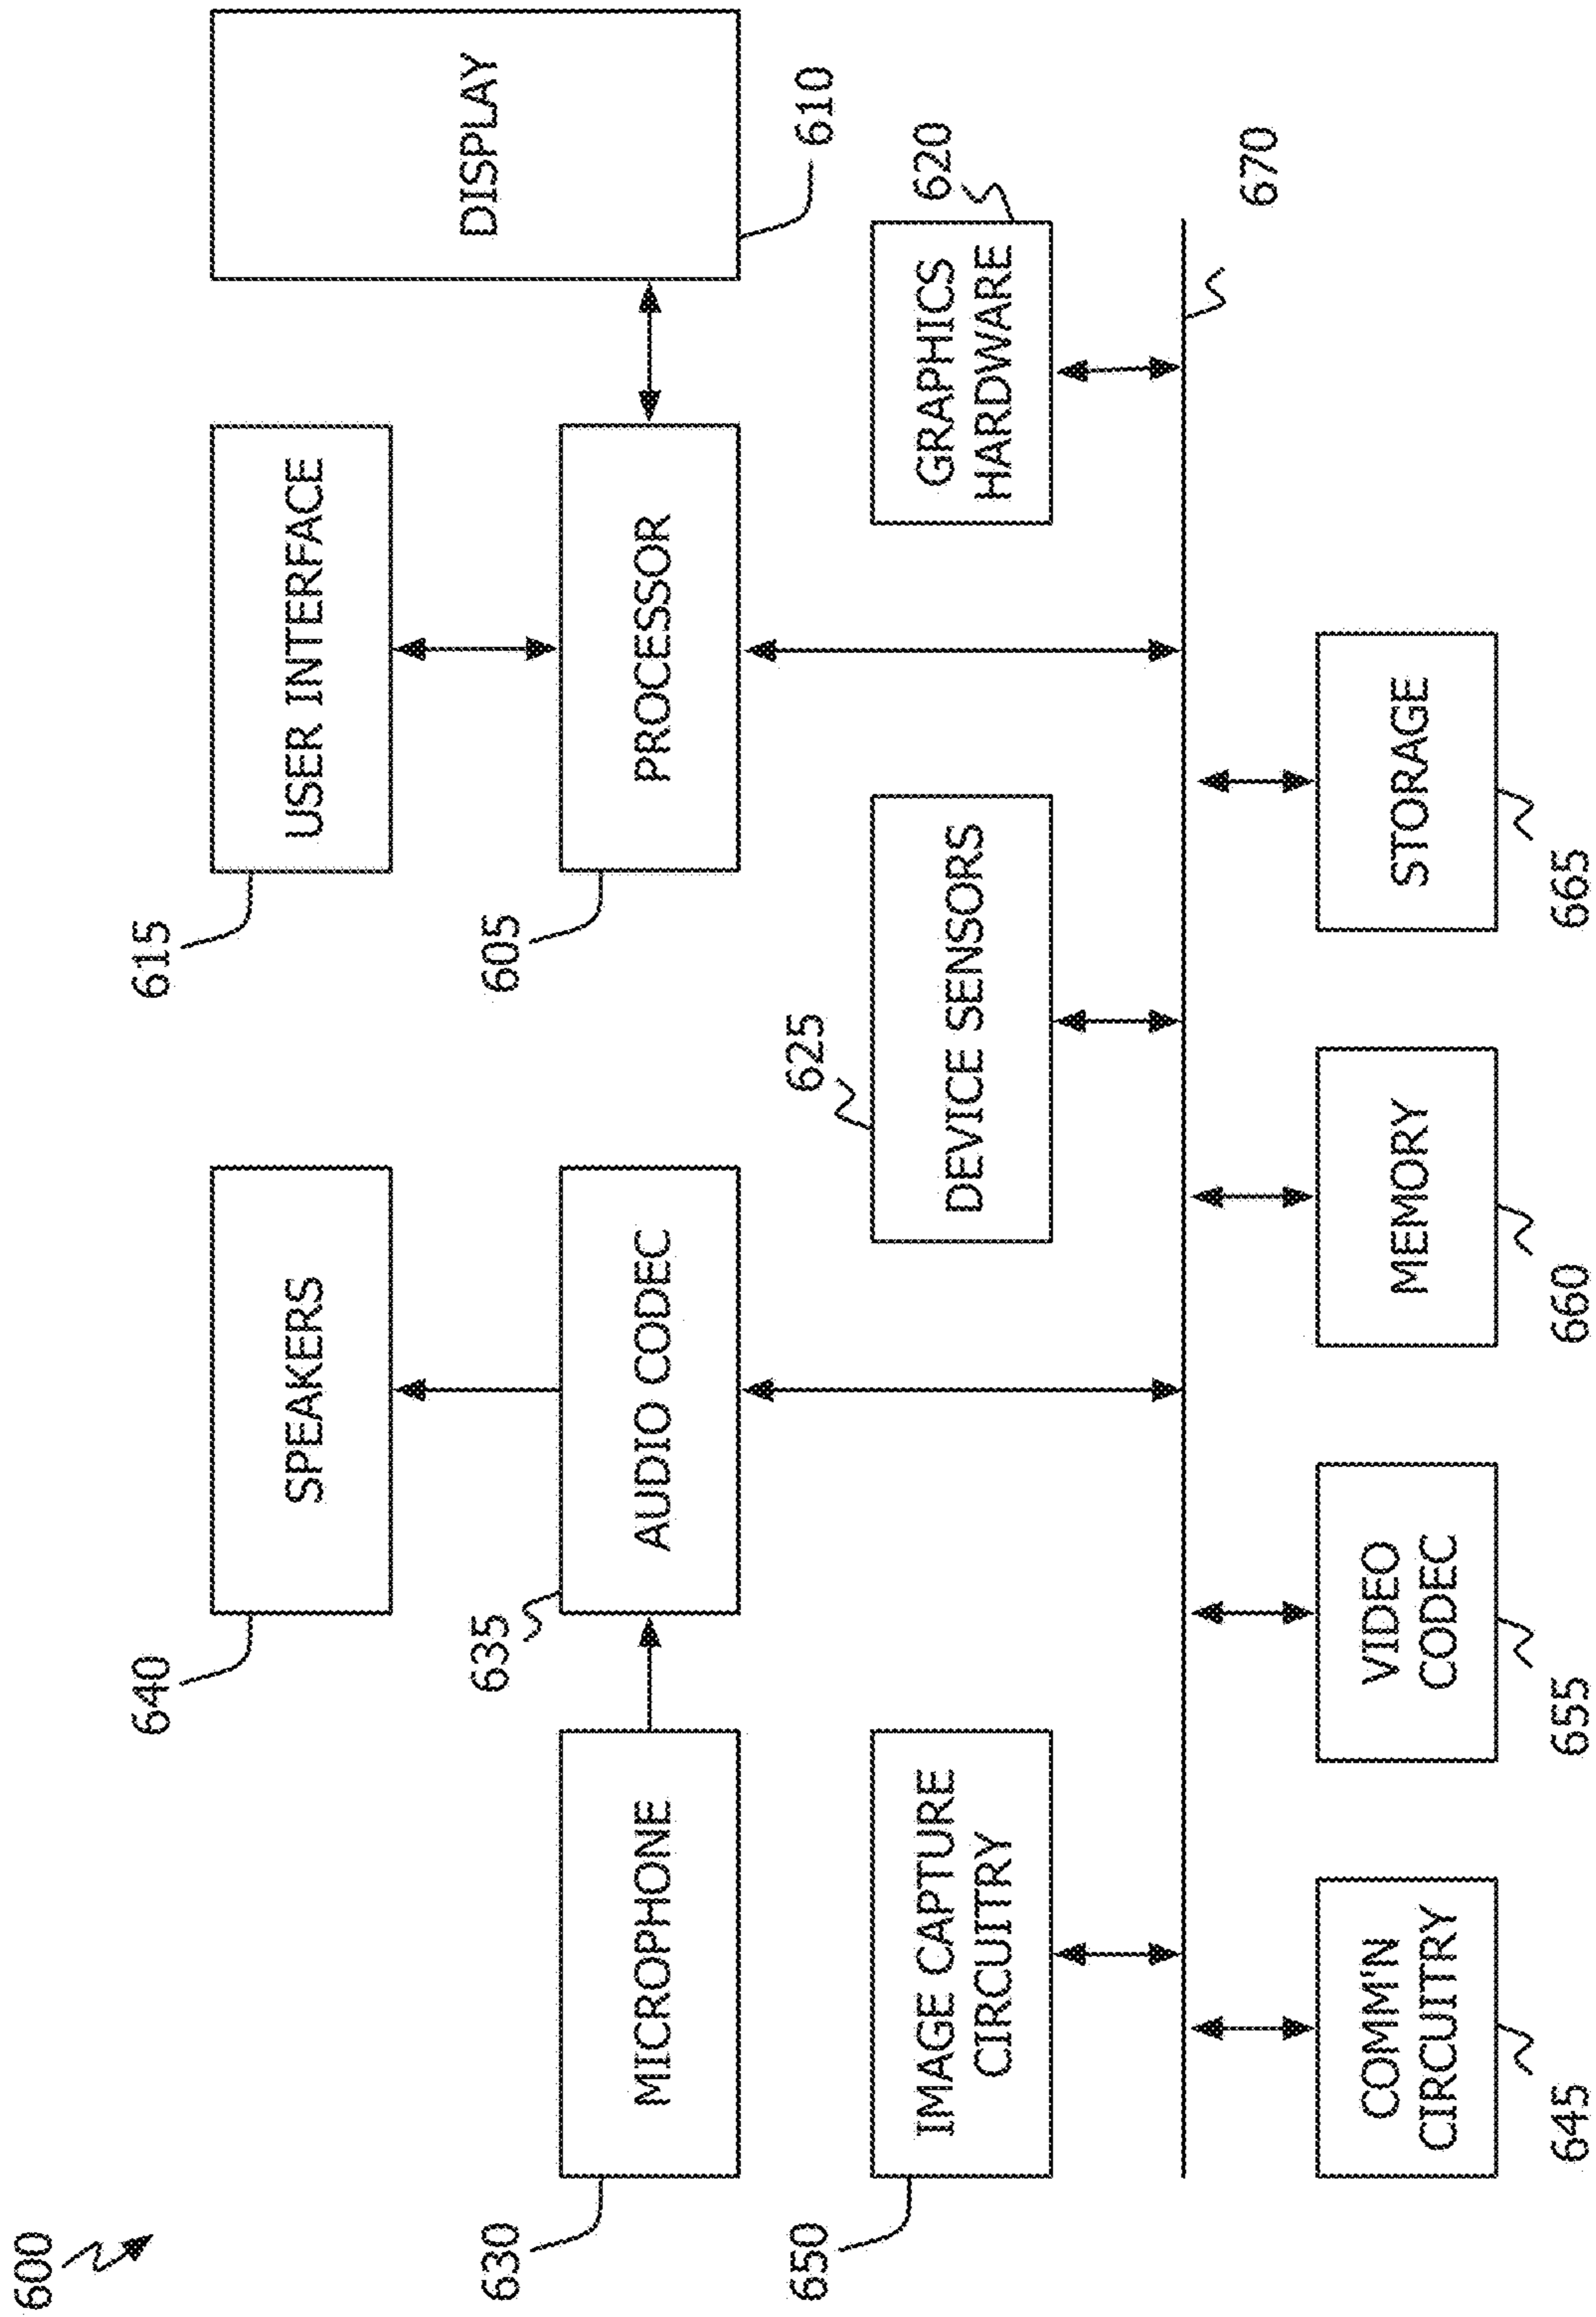 600
640
SPEAKERS
615
USER INTERFACE
DISPLAY
610
630
MICROPHONE
635
AUDIO CODEC
605
PROCESSOR
650
IMAGE CAPTURE
CIRCUITRY
625
DEVICE SENSORS
620
GRAPHICS
HARDWARE
670
COMM'N
CIRCUITRY
645
VIDEO
CODEC
655
MEMORY
660
STORAGE
665